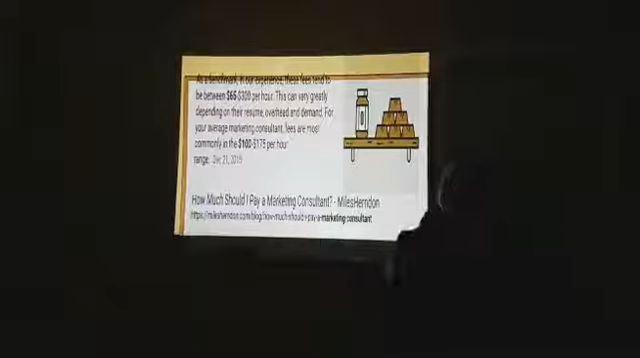 As a benchmark, in our experience, these fees tend to
be between $65-$300 per hour. This can vary greatly
depending on their resume, overhead and demand. For
your average marketing consultant, fees are most
commonly in the $100-$175 per hour
range. Dec 21, 2015
How Much Should I Pay a Marketing Consultant? - MilesHerndon
https://milesherndon.com/blog/how-much-should-i-pay-a-marketing-consultant